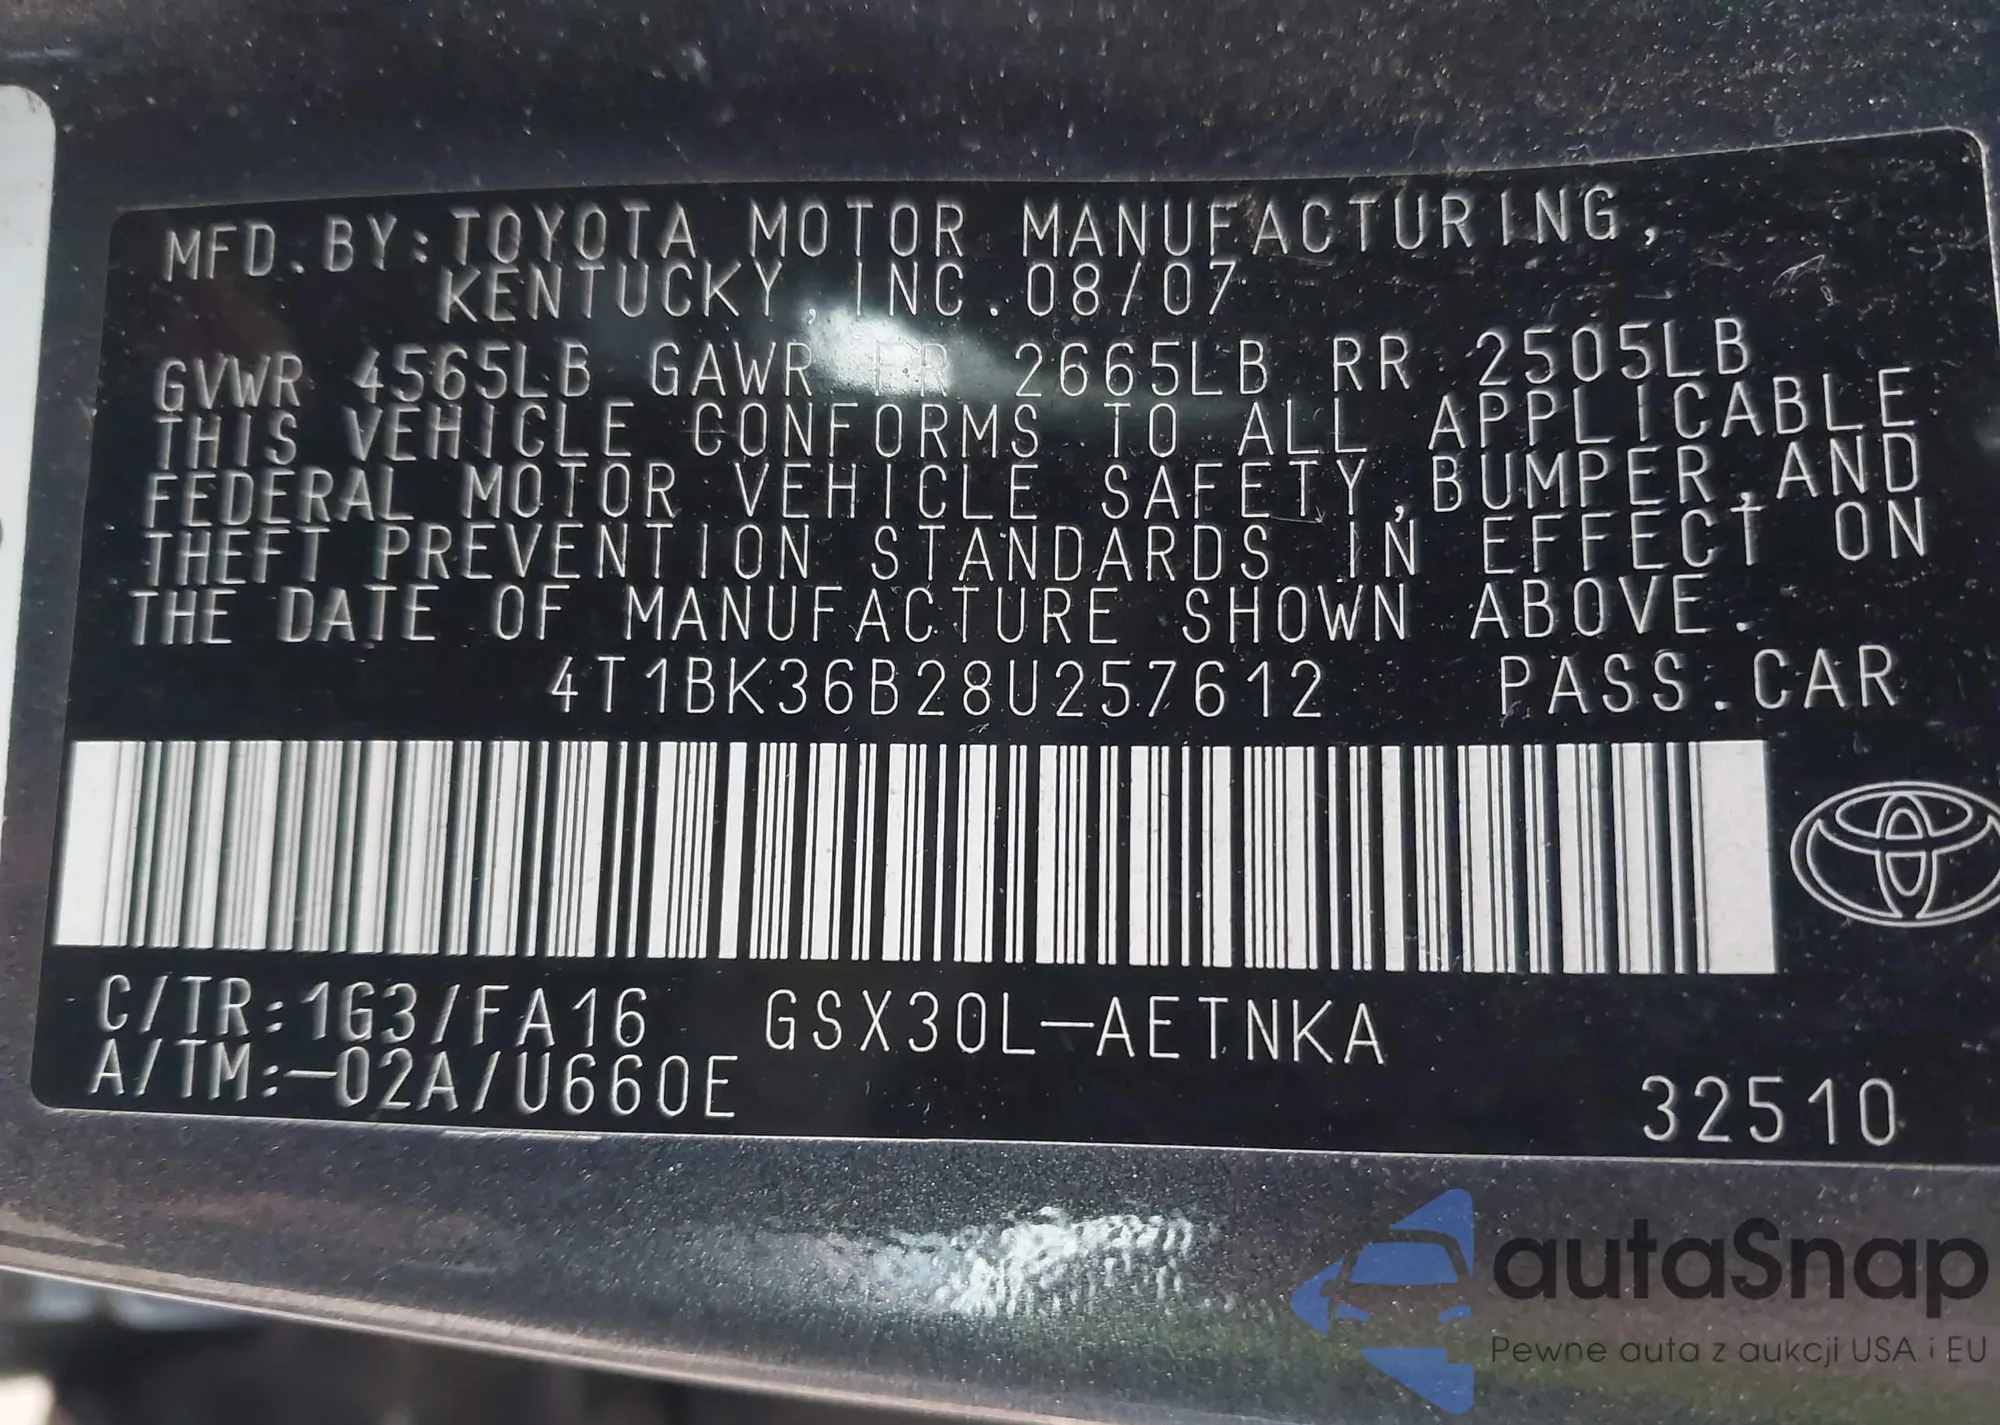 MFD.BY:TOYOTA MOTOR MANUFACTURING,
KENTUCKY,INC.08/07
GVWR 4565LB GAWR FR 2665LB RR 2505LB
THIS VEHICLE CONFORMS TO ALL APPLICABLE
FEDERAL MOTOR VEHICLE SAFETY,BUMPER,AND
THEFT PREVENTION STANDARDS IN EFFECT ON
THE DATE OF MANUFACTURE SHOWN ABOVE.
4T1BK36B28U257612 PASS.CAR
C/TR:1G3/FA16 GSX30L-AETNKA
A/TM:-02A/U660E
32510
autaSnap
Pewne auta z aukcji USA i EU